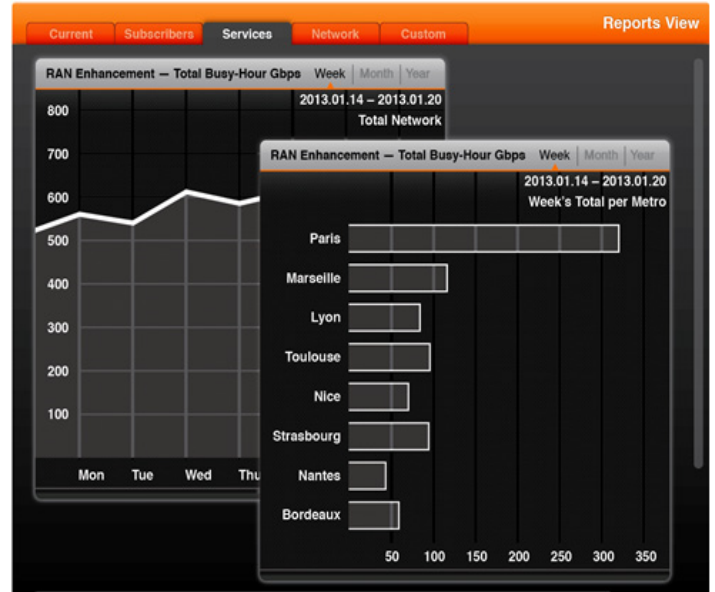 Reports View
Current Subscribers Services Network Custom
RAN Enhancement — Total Busy-Hour Gbps Week Month Year
2013.01.14 – 2013.01.20
Total Network
800
700
600
500
400
300
200
100
Mon Tue Wed Thu
RAN Enhancement — Total Busy-Hour Gbps Week Month Year
2013.01.14 – 2013.01.20
Week's Total per Metro
Paris
Marseille
Lyon
Toulouse
Nice
Strasbourg
Nantes
Bordeaux
50 100 150 200 250 300 350